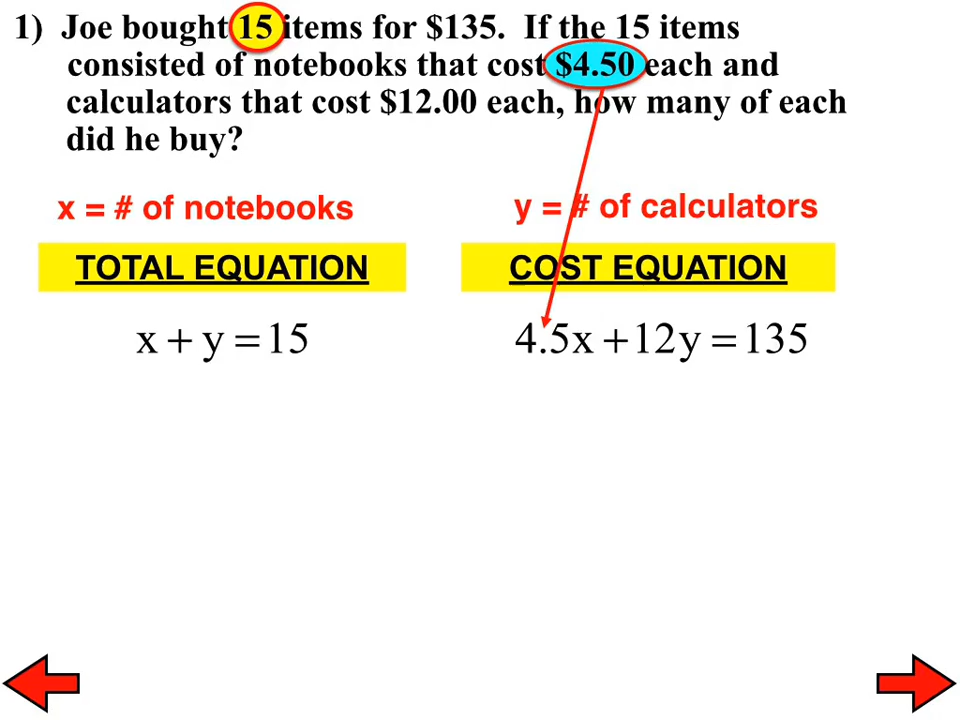 1) Joe bought 15 items for $135. If the 15 items
consisted of notebooks that cost $4.50 each and
calculators that cost $12.00 each, how many of each
did he buy?
x = # of notebooks
y = # of calculators
TOTAL EQUATION
COST EQUATION
x + y = 15
4.5x + 12y = 135